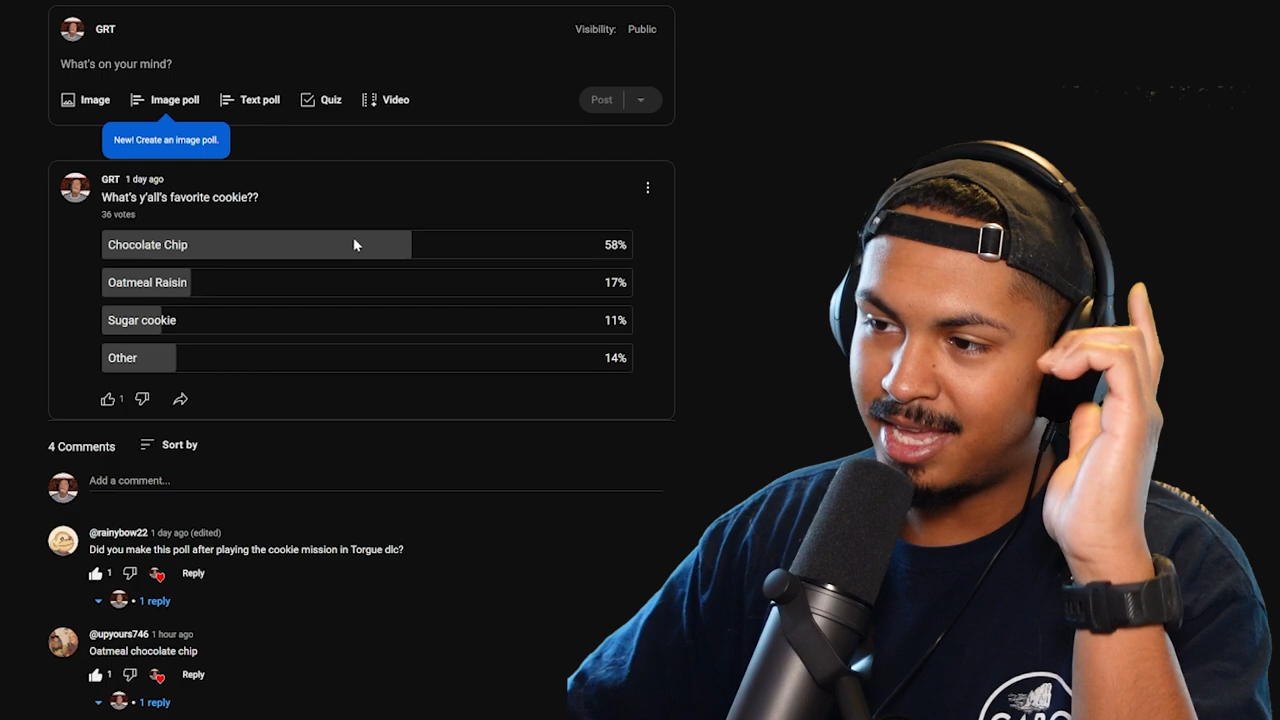 GRT
Visibility: Public
What's on your mind?
Image Image poll Text poll Quiz Video Post
New! Create an image poll.
GRT 1 day ago
What's y'all's favorite cookie??
36 votes
Chocolate Chip 58%
Oatmeal Raisin 17%
Sugar cookie 11%
Other 14%
1
4 Comments Sort by
Add a comment...
@rainybow22 1 day ago (edited)
Did you make this poll after playing the cookie mission in Torgue dlc?
1 Reply
• 1 reply
@upyours746 1 hour ago
Oatmeal chocolate chip
1 Reply
• 1 reply